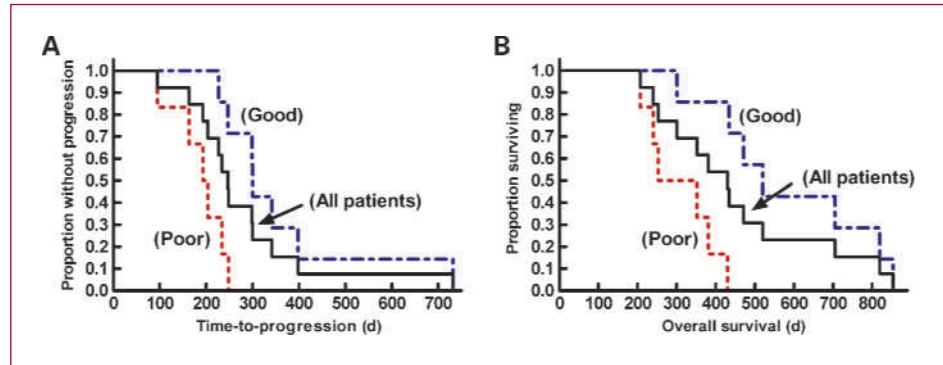 A
Proportion without progression
1.0
0.9
0.8
0.7
0.6
0.5
0.4
0.3
0.2
0.1
0.0
(Good)
(All patients)
(Poor)
0 100 200 300 400 500 600 700
Time-to-progression (d)
B
Proportion surviving
1.0
0.9
0.8
0.7
0.6
0.5
0.4
0.3
0.2
0.1
0.0
(Good)
(All patients)
(Poor)
0 100 200 300 400 500 600 700 800
Overall survival (d)